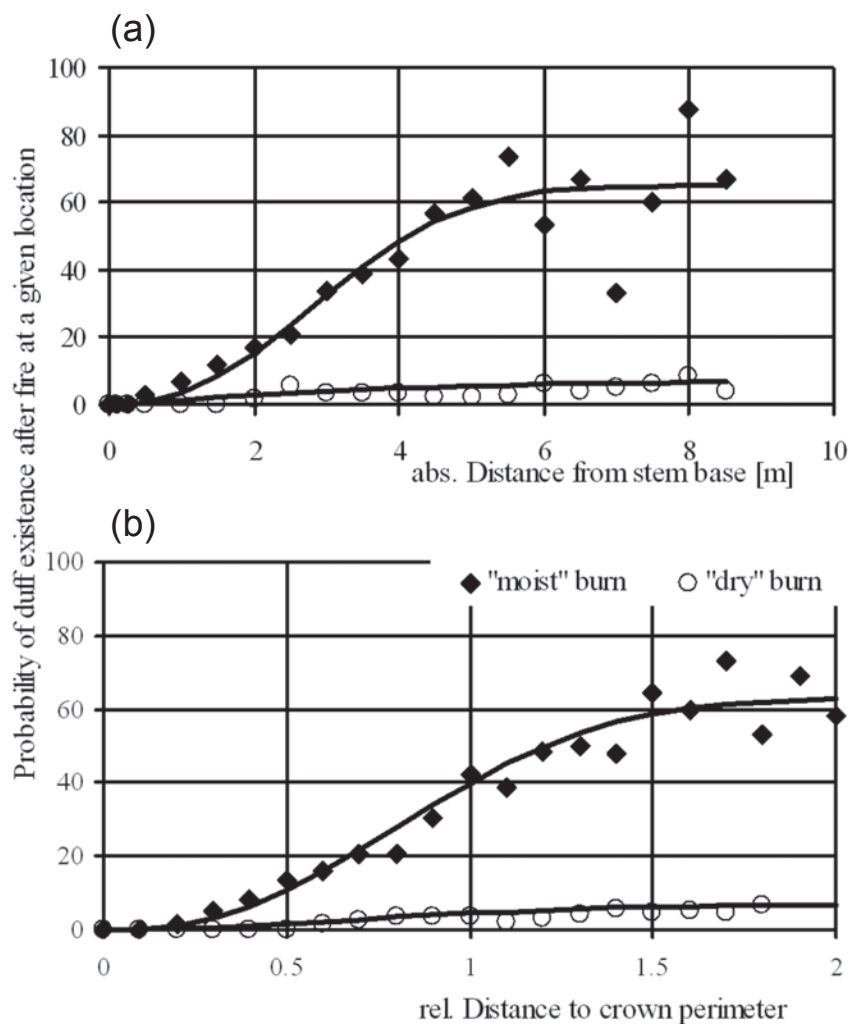 (a)
100
80
60
40
20
0
0 2 4 6 8 10
abs. Distance from stem base [m]
Probability of duff existence after fire at a given location
(b)
100
"moist" burn "dry" burn
80
60
40
20
0
0 0.5 1 1.5 2
rel. Distance to crown perimeter